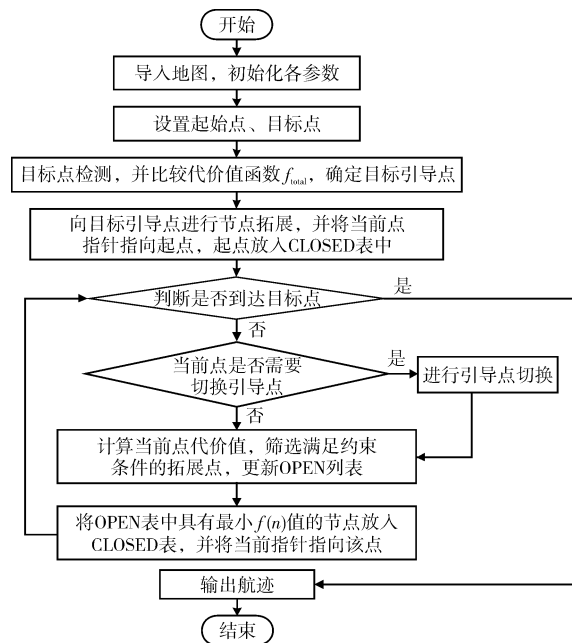 开始
导入地图，初始化各参数
设置起始点、目标点
目标点检测，并比较代价值函数f_total，确定目标引导点
向目标引导点进行节点拓展，并将当前点
指针指向起点，起点放入CLOSED表中
判断是否到达目标点
是
否
当前点是否需要
切换引导点
是
进行引导点切换
否
计算当前点代价值，筛选满足约束
条件的拓展点，更新OPEN列表
将OPEN表中具有最小f(n)值的节点放入
CLOSED表，并将当前指针指向该点
输出航迹
结束